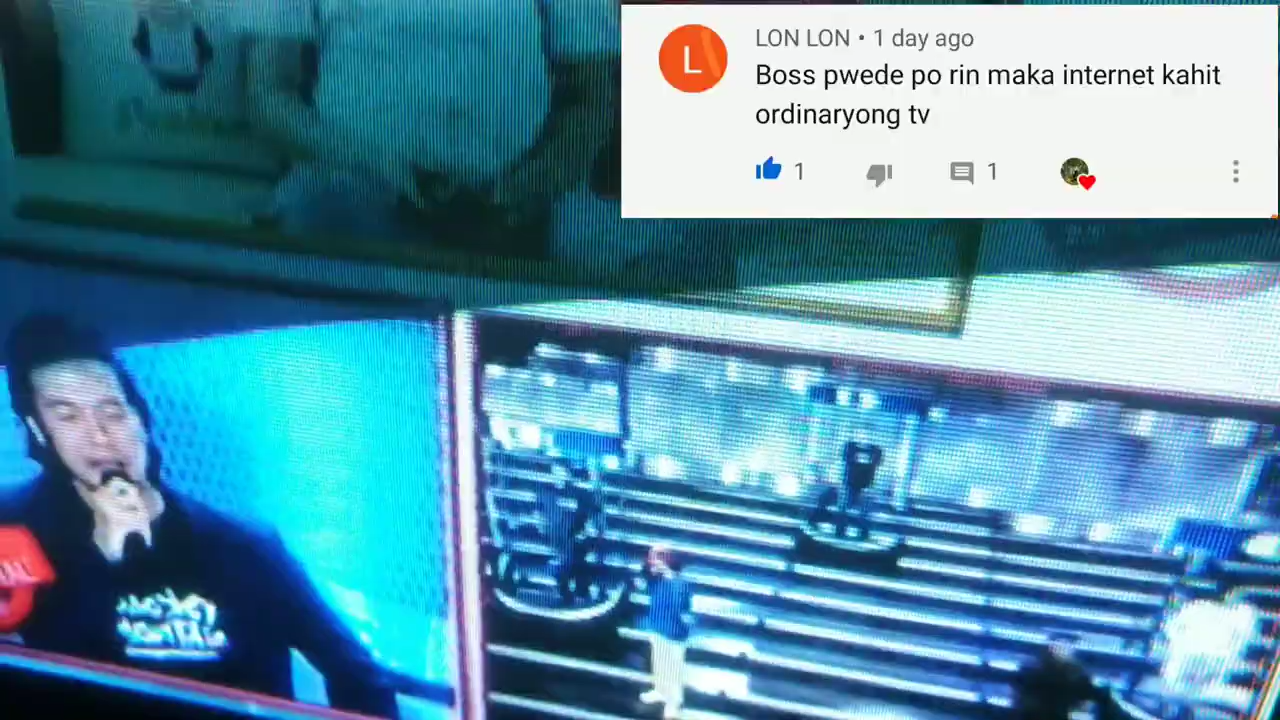 L
LON LON • 1 day ago
Boss pwede po rin maka internet kahit
ordinaryong tv
1
1